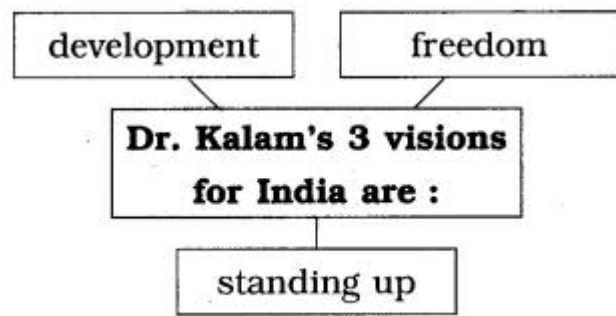 development
freedom
Dr. Kalam's 3 visions
for India are :
standing up